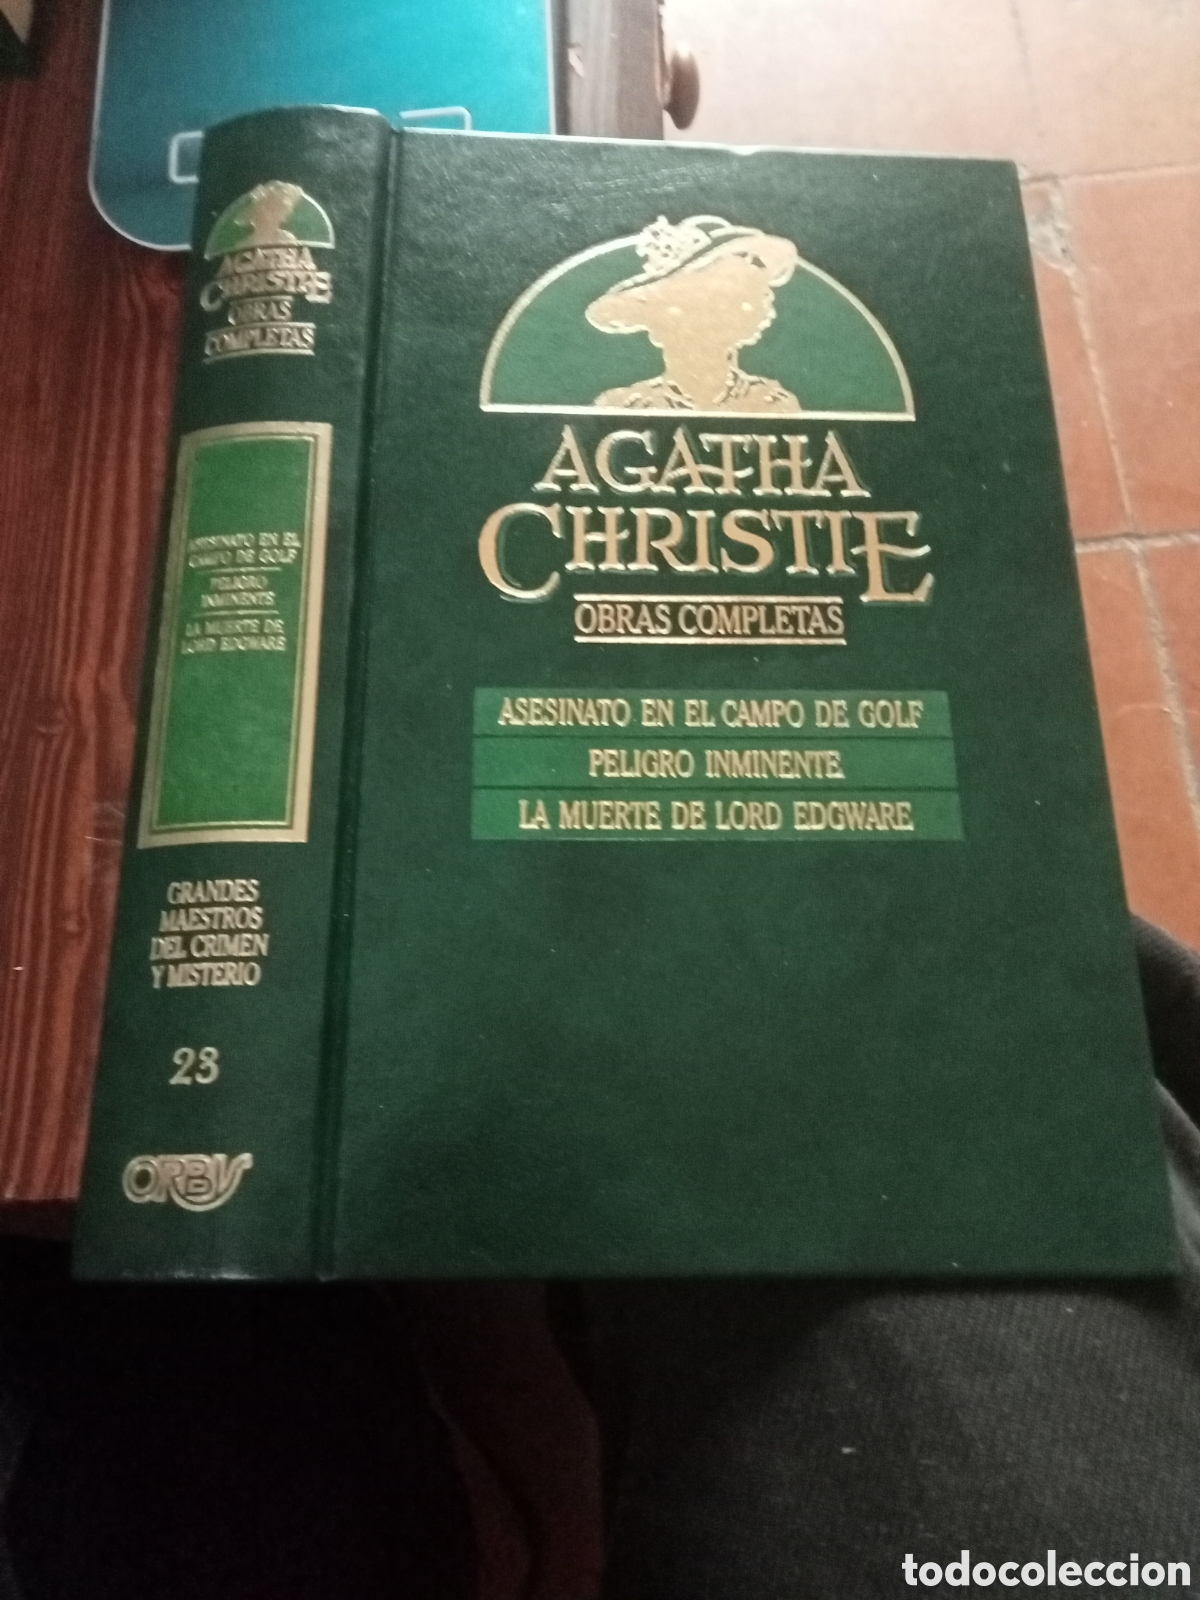 AGATHA
CHRISTIE
OBRAS
COMPLETAS
ASESINATO EN EL
CAMPO DE GOLF
PELIGRO
INMINENTE
LA MUERTE DE
LORD EDGWARE
GRANDES
MAESTROS
DEL CRIMEN
Y MISTERIO
23
ORBIS
AGATHA
CHRISTIE
OBRAS COMPLETAS
ASESINATO EN EL CAMPO DE GOLF
PELIGRO INMINENTE
LA MUERTE DE LORD EDGWARE
todocoleccion